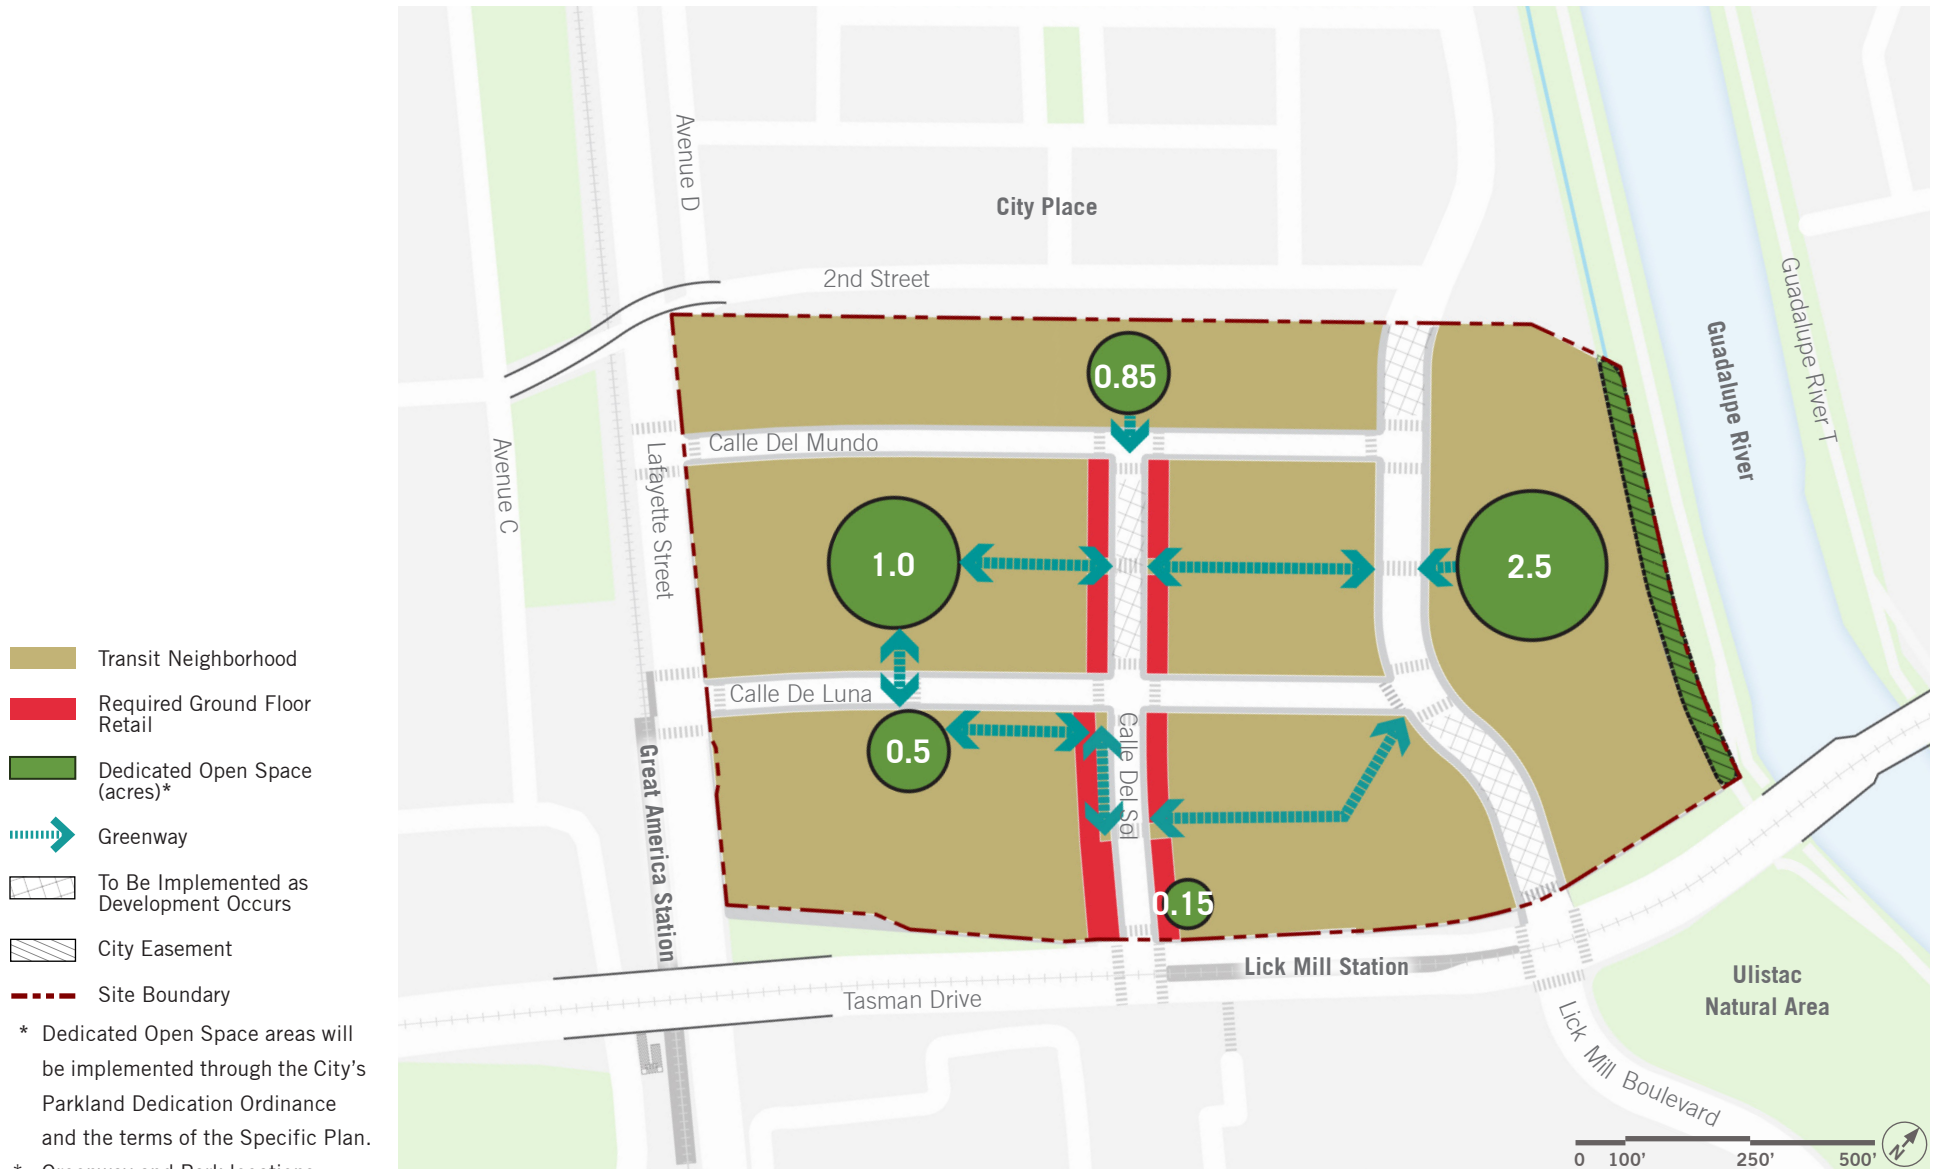 Avenue D
City Place
2nd Street
Guadalupe River T
Guadalupe River
0.85
Calle Del Mundo
Avenue C
Lafayette Street
1.0
2.5
Transit Neighborhood
Required Ground Floor
Retail
Dedicated Open Space
(acres)*
Greenway
To Be Implemented as
Development Occurs
City Easement
Site Boundary
* Dedicated Open Space areas will
be implemented through the City's
Parkland Dedication Ordinance
and the terms of the Specific Plan.
Calle De Luna
0.5
Calle Del Sol
Great America Station
0.15
Lick Mill Station
Tasman Drive
Ulistac
Natural Area
Lick Mill Boulevard
0 100' 250' 500'
N